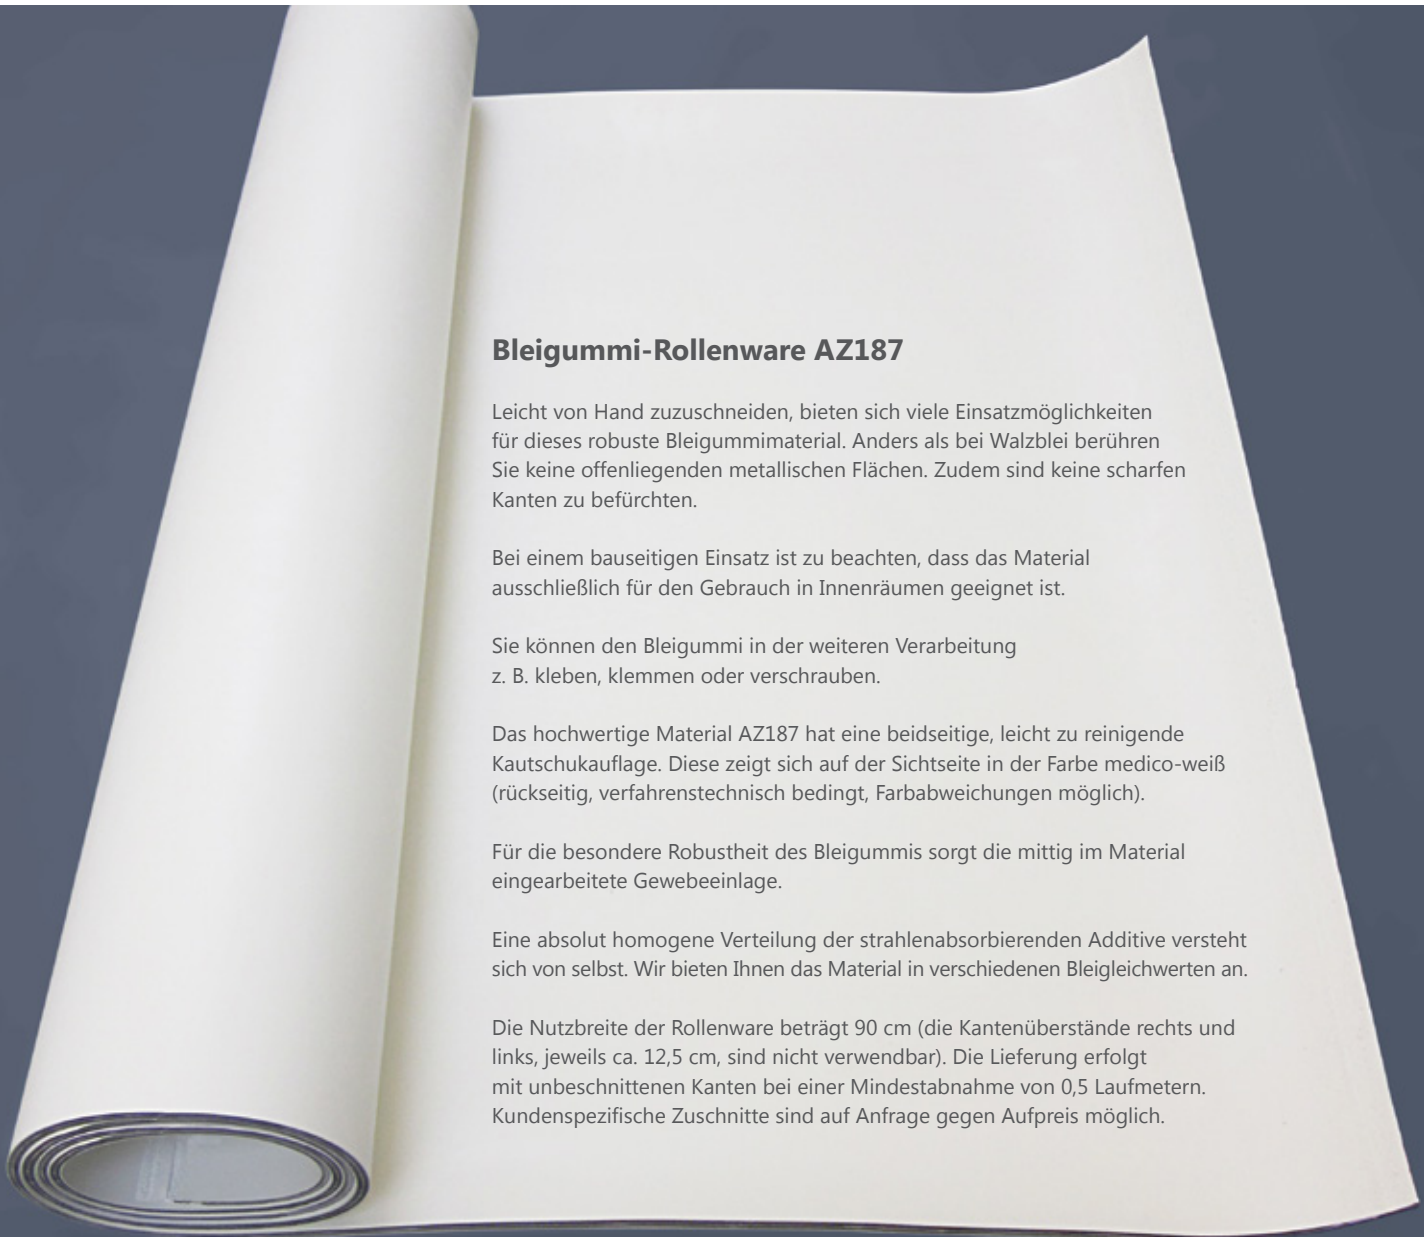 Bleigummi-Rollenware AZ187
Leicht von Hand zuzuschneiden, bieten sich viele Einsatzmöglichkeiten
für dieses robuste Bleigummimaterial. Anders als bei Walzblei berühren
Sie keine offenliegenden metallischen Flächen. Zudem sind keine scharfen
Kanten zu befürchten.
Bei einem bauseitigen Einsatz ist zu beachten, dass das Material
ausschließlich für den Gebrauch in Innenräumen geeignet ist.
Sie können den Bleigummi in der weiteren Verarbeitung
z. B. kleben, klemmen oder verschrauben.
Das hochwertige Material AZ187 hat eine beidseitige, leicht zu reinigende
Kautschukauflage. Diese zeigt sich auf der Sichtseite in der Farbe medico-weiß
(rückseitig, verfahrenstechnisch bedingt, Farbabweichungen möglich).
Für die besondere Robustheit des Bleigummis sorgt die mittig im Material
eingearbeitete Gewebeeinlage.
Eine absolut homogene Verteilung der strahlenabsorbierenden Additive versteht
sich von selbst. Wir bieten Ihnen das Material in verschiedenen Bleigleichwerten an.
Die Nutzbreite der Rollenware beträgt 90 cm (die Kantenüberstände rechts und
links, jeweils ca. 12,5 cm, sind nicht verwendbar). Die Lieferung erfolgt
mit unbeschnittenen Kanten bei einer Mindestabnahme von 0,5 Laufmetern.
Kundenspezifische Zuschnitte sind auf Anfrage gegen Aufpreis möglich.